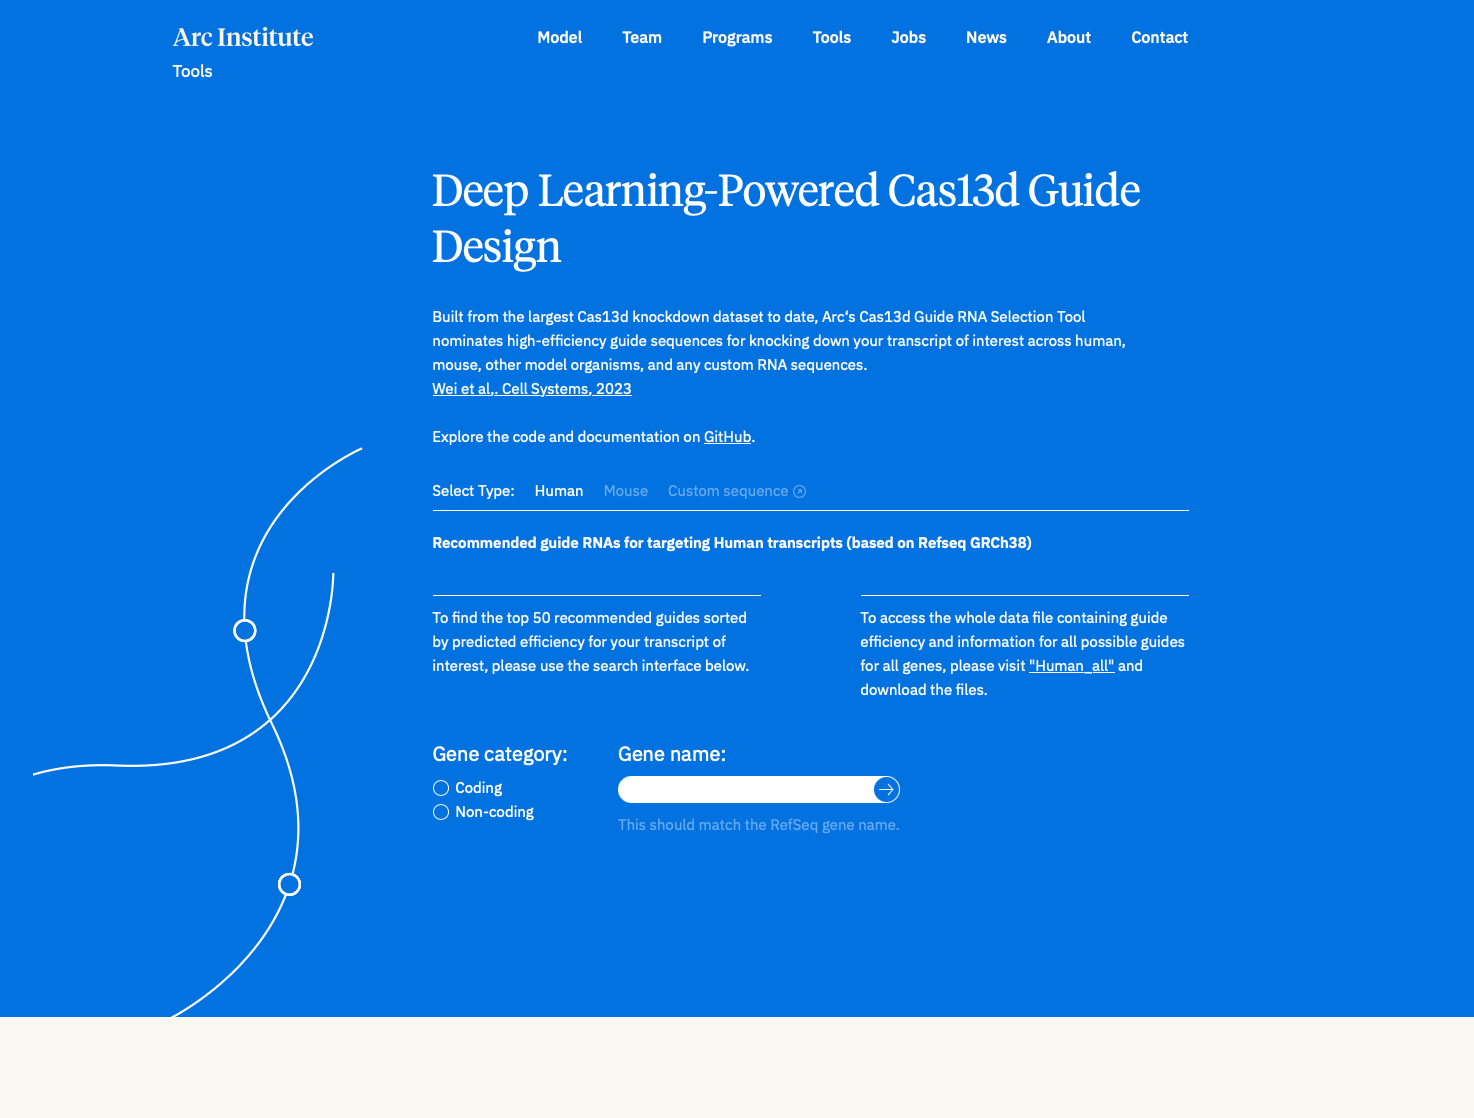 Arc Institute
Model Team Programs Tools Jobs News About Contact
Tools
Deep Learning-Powered Cas13d Guide
Design
Built from the largest Cas13d knockdown dataset to date, Arc‘s Cas13d Guide RNA Selection Tool
nominates high-efficiency guide sequences for knocking down your transcript of interest across human,
mouse, other model organisms, and any custom RNA sequences.
Wei et al,. Cell Systems, 2023
Explore the code and documentation on GitHub.
Select Type: Human Mouse Custom sequence
Recommended guide RNAs for targeting Human transcripts (based on Refseq GRCh38)
To find the top 50 recommended guides sorted
by predicted efficiency for your transcript of
interest, please use the search interface below.
To access the whole data file containing guide
efficiency and information for all possible guides
for all genes, please visit "Human_all" and
download the files.
Gene category:
Coding
Non-coding
Gene name:
This should match the RefSeq gene name.